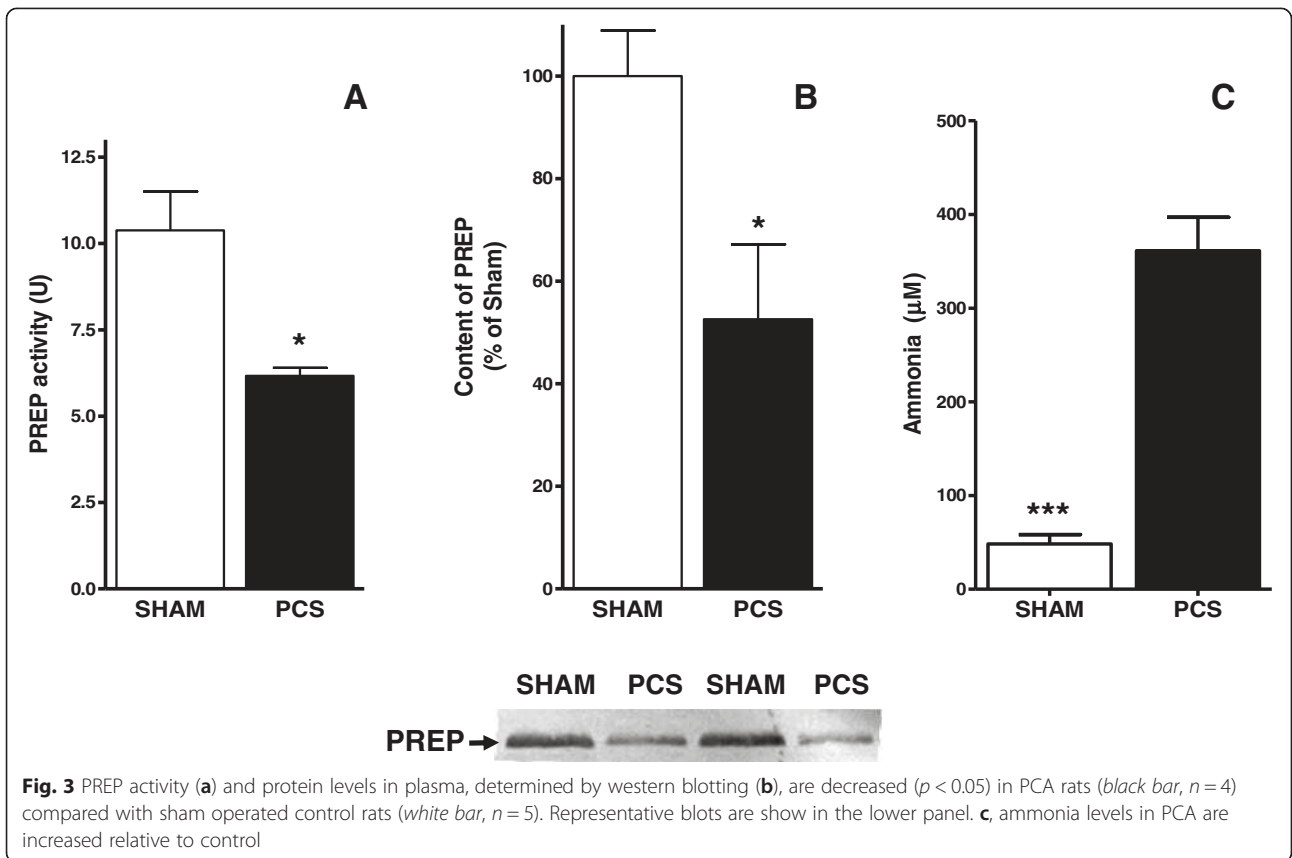 A
PREP activity (U)
12.5
10.0
7.5
5.0
2.5
0.0
*
SHAM PCS
B
Content of PREP
(% of Sham)
100
80
60
40
20
0
*
SHAM PCS
C
Ammonia (µM)
500
400
300
200
100
0
***
SHAM PCS
SHAM PCS SHAM PCS
PREP
Fig. 3 PREP activity (a) and protein levels in plasma, determined by western blotting (b), are decreased (p < 0.05) in PCA rats (black bar, n = 4)
compared with sham operated control rats (white bar, n = 5). Representative blots are show in the lower panel. c, ammonia levels in PCA are
increased relative to control